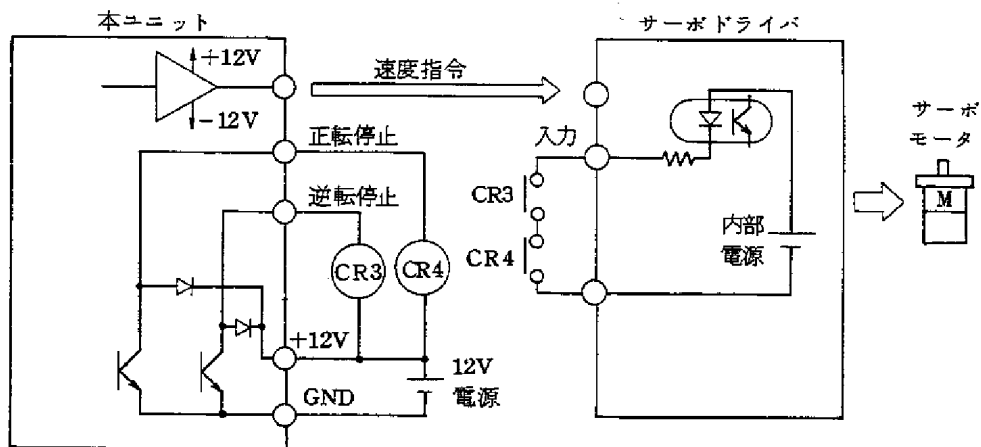 本ユニット
サーボドライバ
+12V
-12V
速度指令
正転停止
逆転停止
入力
CR3
CR4
CR3
CR4
内部
電源
サーボ
モータ
M
+12V
GND
12V
電源